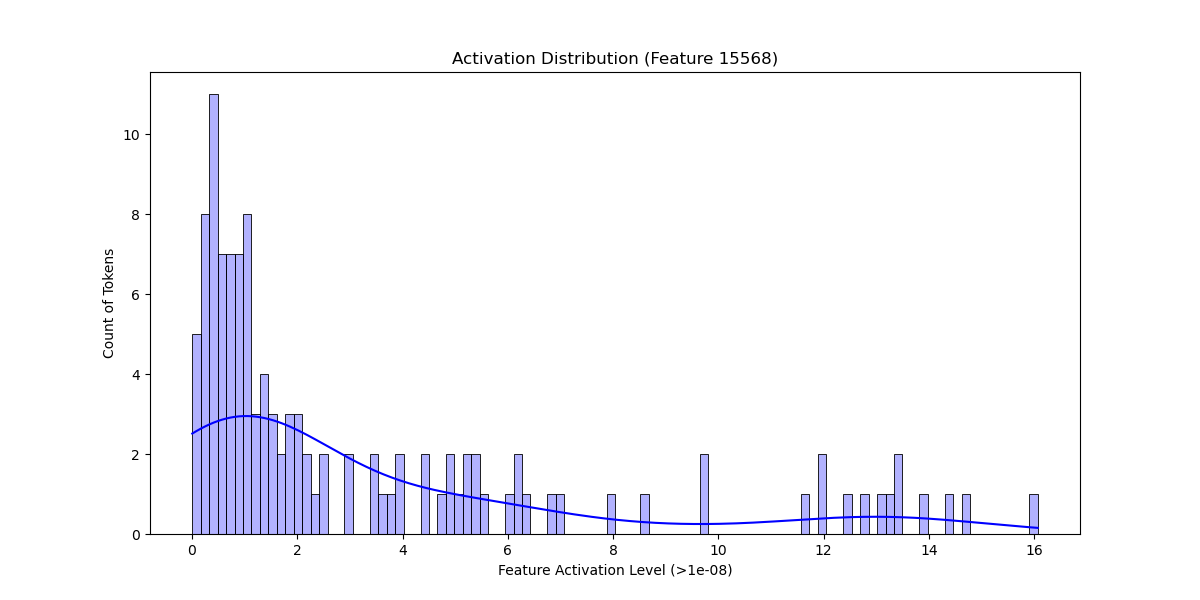 Activation Distribution (Feature 15568)
Count of Tokens
10
8
6
4
2
0
0 2 4 6 8 10 12 14 16
Feature Activation Level (>1e-08)